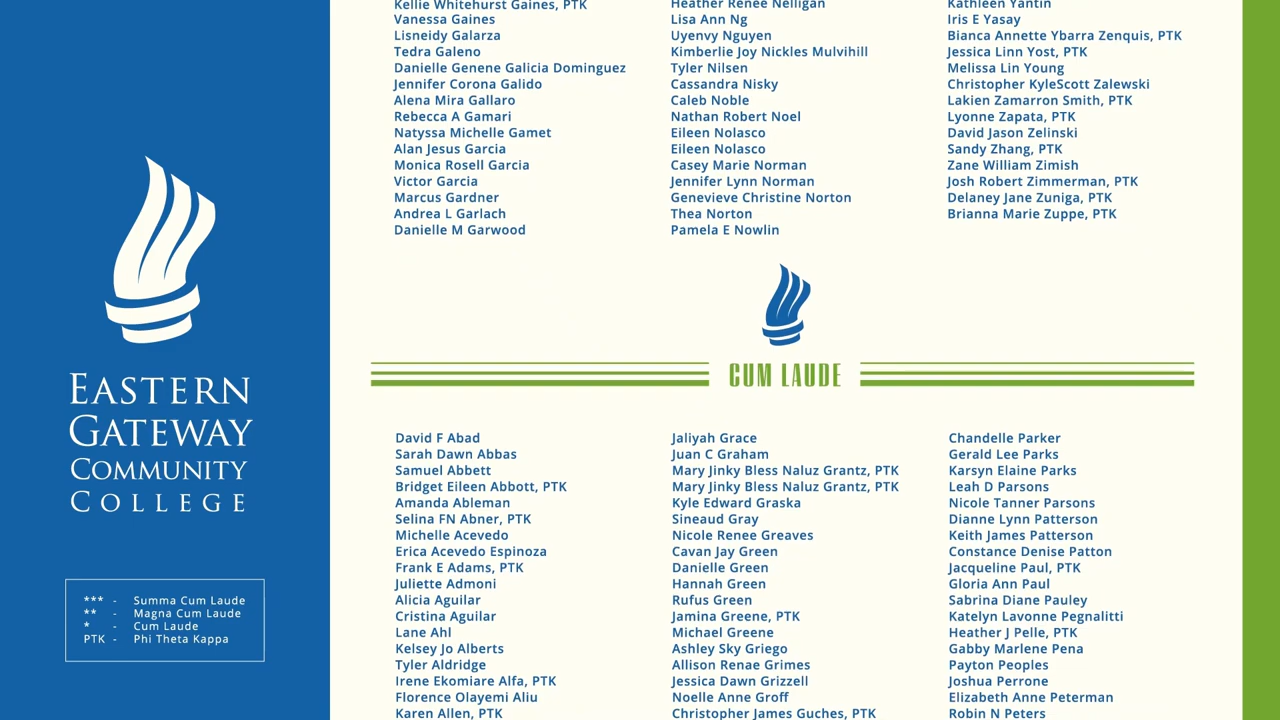 EASTERN
GATEWAY
COMMUNITY
COLLEGE
*** - Summa Cum Laude
** - Magna Cum Laude
* - Cum Laude
PTK - Phi Theta Kappa
Kellie Whitehurst Gaines, PTK
Vanessa Gaines
Lisneidy Galarza
Tedra Galeno
Danielle Genene Galicia Dominguez
Jennifer Corona Galido
Alena Mira Gallaro
Rebecca A Gamari
Natyssa Michelle Gamet
Alan Jesus Garcia
Monica Rosell Garcia
Victor Garcia
Marcus Gardner
Andrea L Garlach
Danielle M Garwood
Heather Renee Nelligan
Lisa Ann Ng
Uyenvy Nguyen
Kimberlie Joy Nickles Mulvihill
Tyler Nilsen
Cassandra Nisky
Caleb Noble
Nathan Robert Noel
Eileen Nolasco
Eileen Nolasco
Casey Marie Norman
Jennifer Lynn Norman
Genevieve Christine Norton
Thea Norton
Pamela E Nowlin
Kathleen Yantin
Iris E Yasay
Bianca Annette Ybarra Zenquis, PTK
Jessica Linn Yost, PTK
Melissa Lin Young
Christopher KyleScott Zalewski
Lakien Zamarron Smith, PTK
Lyonne Zapata, PTK
David Jason Zelinski
Sandy Zhang, PTK
Zane William Zimish
Josh Robert Zimmerman, PTK
Delaney Jane Zuniga, PTK
Brianna Marie Zuppe, PTK
CUM LAUDE
David F Abad
Sarah Dawn Abbas
Samuel Abbett
Bridget Eileen Abbott, PTK
Amanda Ableman
Selina FN Abner, PTK
Michelle Acevedo
Erica Acevedo Espinoza
Frank E Adams, PTK
Juliette Admoni
Alicia Aguilar
Cristina Aguilar
Lane Ahl
Kelsey Jo Alberts
Tyler Aldridge
Irene Ekomiare Alfa, PTK
Florence Olayemi Aliu
Karen Allen, PTK
Jaliyah Grace
Juan C Graham
Mary Jinky Bless Naluz Grantz, PTK
Mary Jinky Bless Naluz Grantz, PTK
Kyle Edward Graska
Sineaud Gray
Nicole Renee Greaves
Cavan Jay Green
Danielle Green
Hannah Green
Rufus Green
Jamina Greene, PTK
Michael Greene
Ashley Sky Griego
Allison Renae Grimes
Jessica Dawn Grizzell
Noelle Anne Groff
Christopher James Guches, PTK
Chandelle Parker
Gerald Lee Parks
Karsyn Elaine Parks
Leah D Parsons
Nicole Tanner Parsons
Dianne Lynn Patterson
Keith James Patterson
Constance Denise Patton
Jacqueline Paul, PTK
Gloria Ann Paul
Sabrina Diane Pauley
Katelyn Lavonne Pegnalitti
Heather J Pelle, PTK
Gabby Marlene Pena
Payton Peoples
Joshua Perrone
Elizabeth Anne Peterman
Robin N Peters